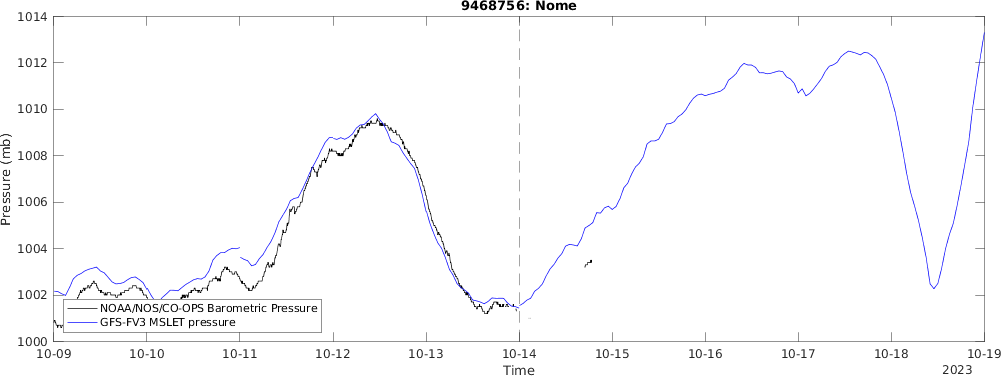 9468756: Nome
1014
1012
1010
1008
1006
1004
1002
1000
Pressure (mb)
NOAA/NOS/CO-OPS Barometric Pressure
GFS-FV3 MSLET pressure
10-09 10-10 10-11 10-12 10-13 10-14 10-15 10-16 10-17 10-18 10-19
Time
2023